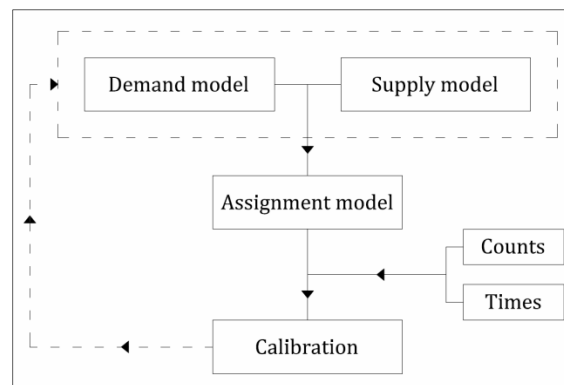 Demand model
Supply model
Assignment model
Counts
Times
Calibration